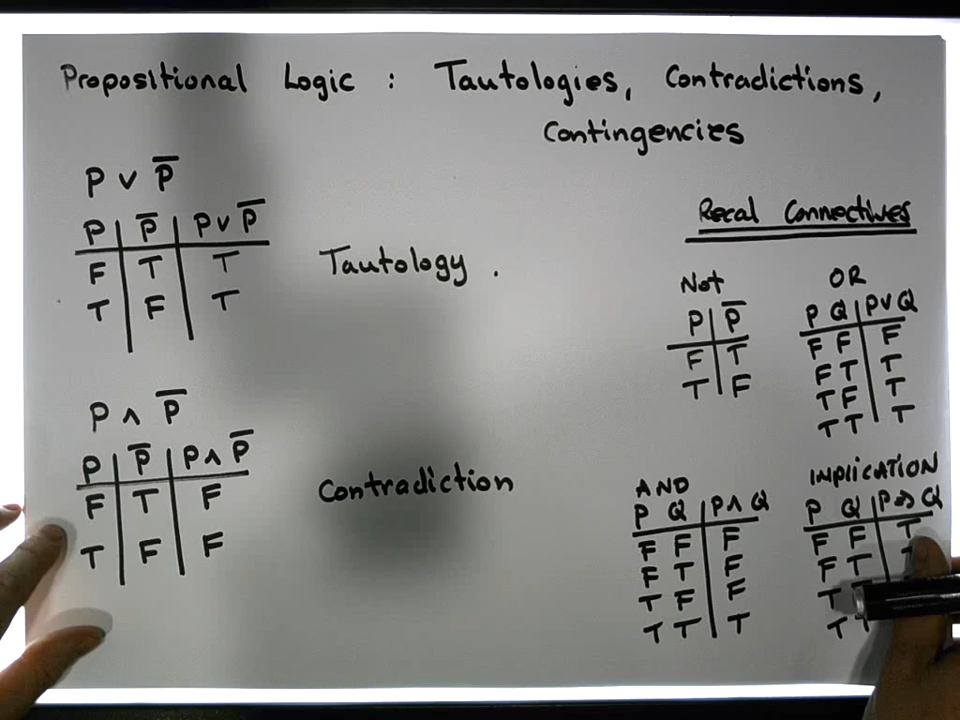 Propositional Logic : Tautologies, Contradictions,
Contingencies
P ∨ P̅
P | P̅ | P ∨ P̅
F | T | T
T | F | T
Tautology .
P ∧ P̅
P | P̅ | P ∧ P̅
F | T | F
T | F | F
Contradiction
Recal Connectives
Not
P | P̅
F | T
T | F
OR
P Q | P ∨ Q
F F | F
F T | T
T F | T
T T | T
AND
P Q | P ∧ Q
F F | F
F T | F
T F | F
T T | T
IMPLICATION
P Q | P → Q
F F | T
F T
T
T T